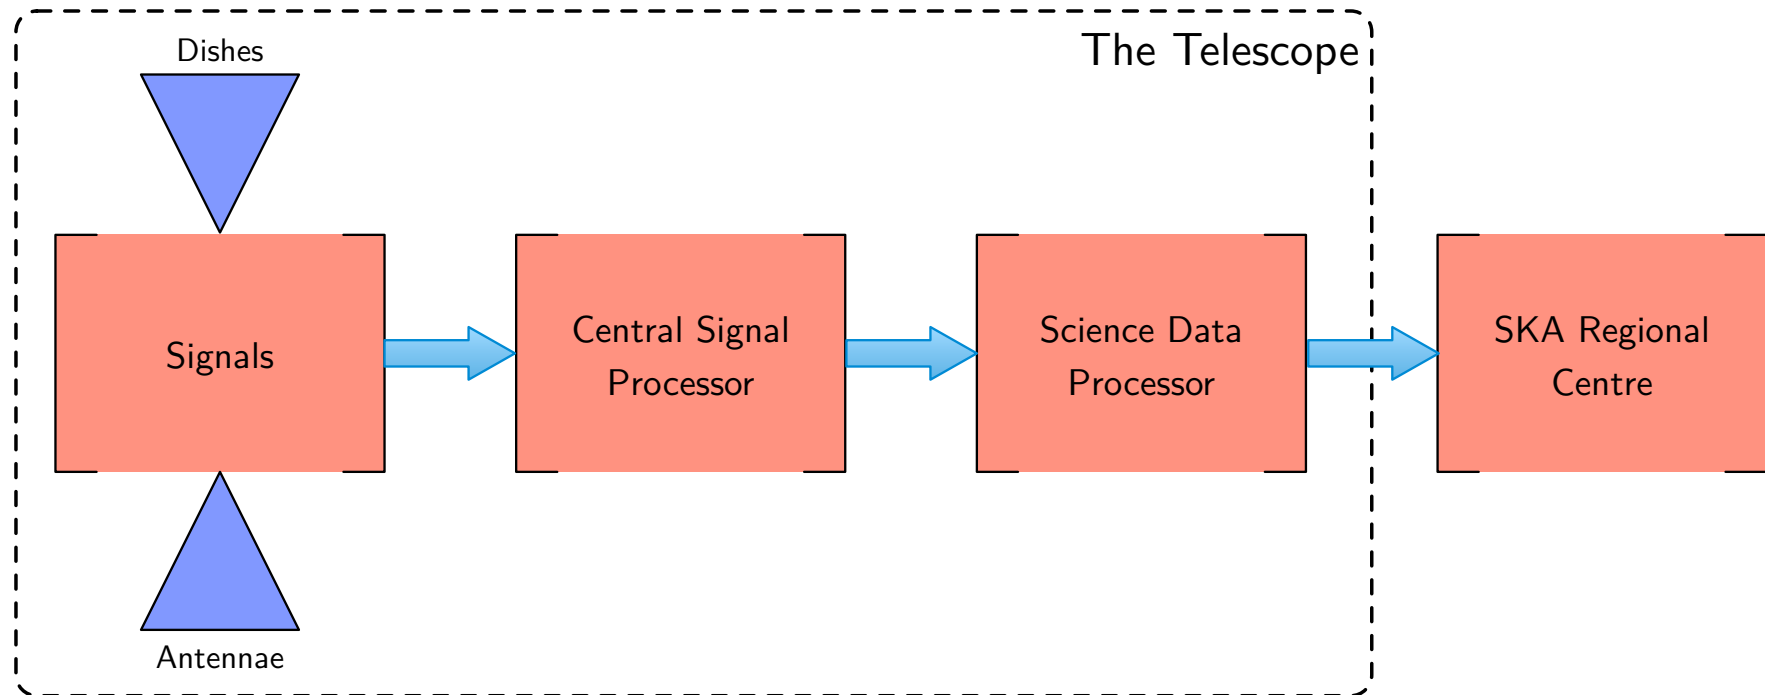 Dishes
The Telescope
Signals
Central Signal
Processor
Science Data
Processor
SKA Regional
Centre
Antennae